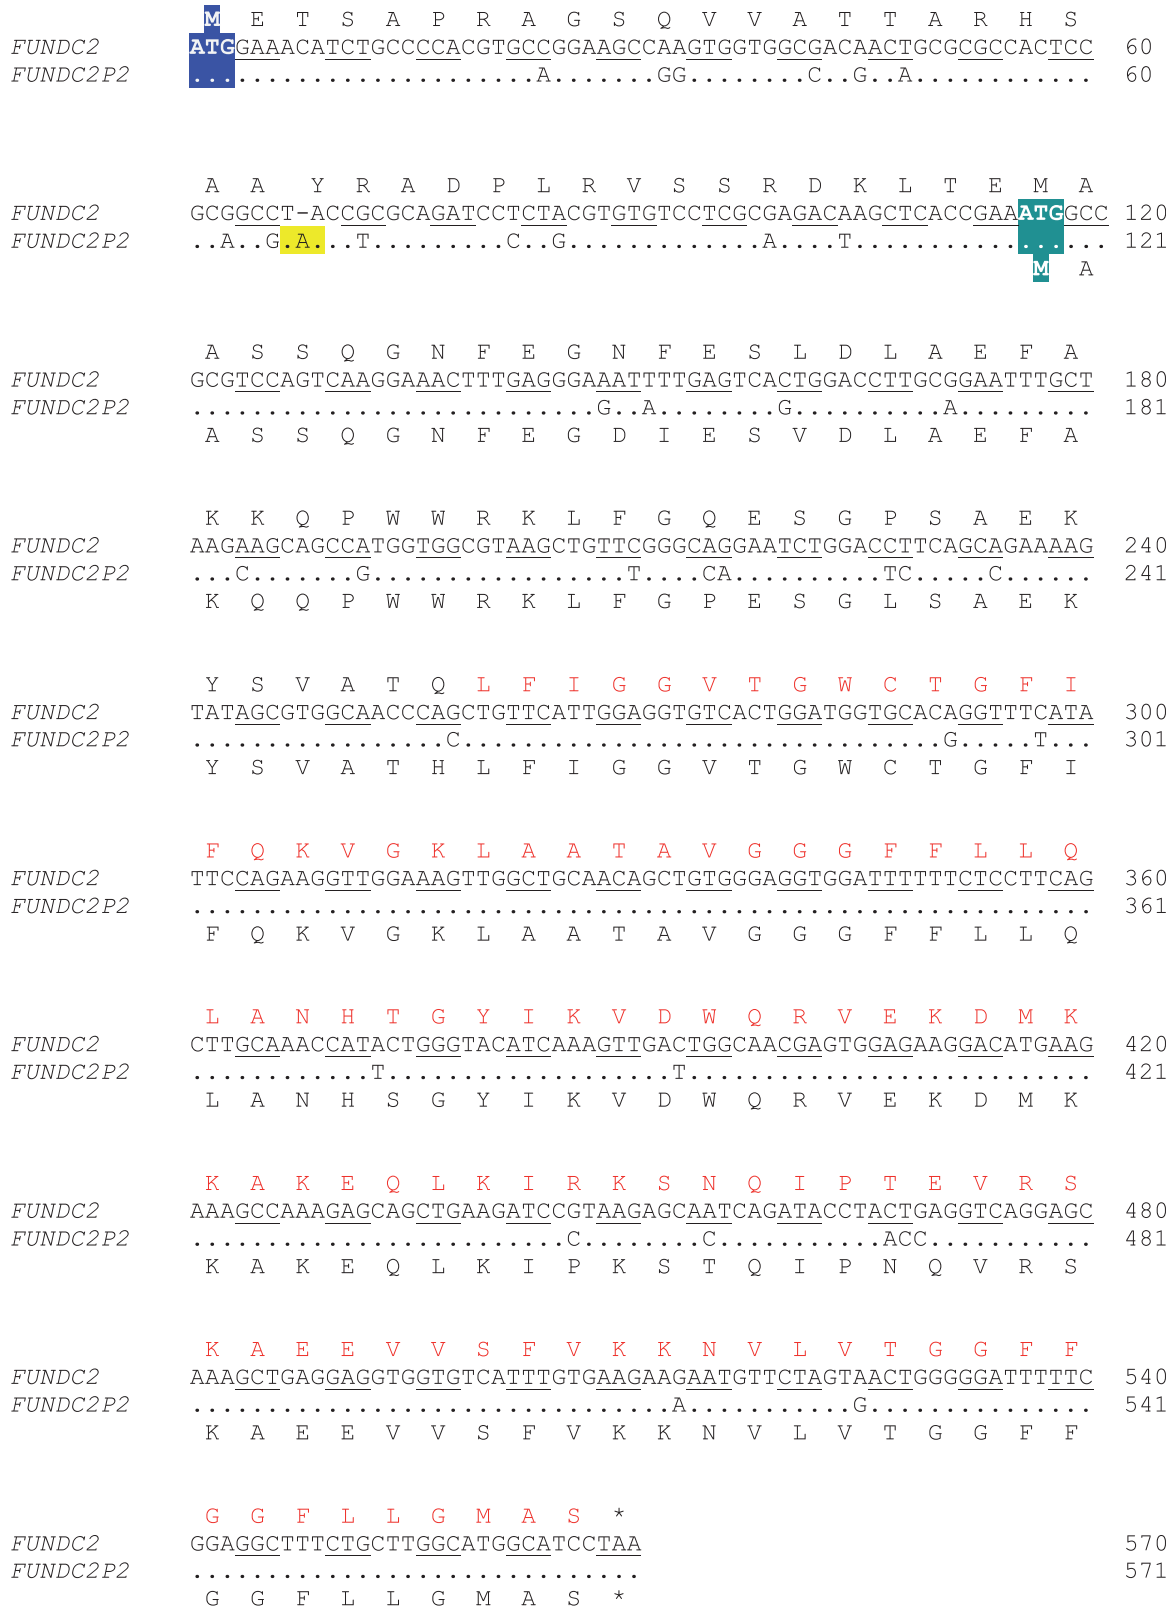 M E T S A P R A G S Q V V A T T A R H S
FUNDC2 ATGGAAACATCTGCCCCACGTGCCGGAAGCCAAGTGGTGGCGACAACTGCGCGCCACTCC 60
FUNDC2P2 .......................A.......GG........C..G..A............ 60
A A Y R A D P L R V S S R D K L T E M A
FUNDC2 GCGGCCT-ACCGCGCAGATCCTCTACGTGTGTCCTCGCGAGACAAGCTCACCGAAATGGCC 120
FUNDC2P2 ..A..G.A...T.........C..G.............A....T................. 121
M A
A S S Q G N F E G N F E S L D L A E F A
FUNDC2 GCGTCCAGTCAAGGAAACTTTGAGGGAAATTTTGAGTCACTGGACCTTGCGGAATTTGCT 180
FUNDC2P2 ...........................G..A........G..........A......... 181
A S S Q G N F E G D I E S V D L A E F A
K K Q P W W R K L F G Q E S G P S A E K
FUNDC2 AAGAAGCAGCCATGGTGGCGTAAGCTGTTCGGGCAGGAATCTGGACCTTCAGCAGAAAAG 240
FUNDC2P2 ...C.......G.................T....CA..........TC.....C...... 241
K Q Q P W W R K L F G P E S G L S A E K
Y S V A T Q L F I G G V T G W C T G F I
FUNDC2 TATAGCGTGGCAACCCAGCTGTTCATTGGAGGTGTCACTGGATGGTGCACAGGTTTCATA 300
FUNDC2P2 .................C................................G.....T... 301
Y S V A T H L F I G G V T G W C T G F I
F Q K V G K L A A T A V G G G F F L L Q
FUNDC2 TTCCAGAAGGTTGGAAAGTTGGCTGCAACAGCTGTGGGAGGTGGATTTTTTCTCCTTCAG 360
FUNDC2P2 ............................................................ 361
F Q K V G K L A A T A V G G G F F L L Q
L A N H T G Y I K V D W Q R V E K D M K
FUNDC2 CTTGCAAACCATACTGGGTACATCAAAGTTGACTGGCAACGAGTGGAGAAGGACATGAAG 420
FUNDC2P2 ............T...................T........................... 421
L A N H S G Y I K V D W Q R V E K D M K
K A K E Q L K I R K S N Q I P T E V R S
FUNDC2 AAAGCCAAAGAGCAGCTGAAGATCCGTAAGAGCAATCAGATACCTACTGAGGTCAGGAGC 480
FUNDC2P2 .........................C........C...........ACC........... 481
K A K E Q L K I P K S T Q I P N Q V R S
K A E E V V S F V K K N V L V T G G F F
FUNDC2 AAAGCTGAGGAGGTGGTGTCATTTGTGAAGAAGAATGTTCTAGTAACTGGGGGATTTTTC 540
FUNDC2P2 ................................A...........G............... 541
K A E E V V S F V K K N V L V T G G F F
G G F L L G M A S *
FUNDC2 GGAGGCTTTCTGCTTGGCATGGCATCCTAA 570
FUNDC2P2 .............................. 571
G G F L L G M A S *